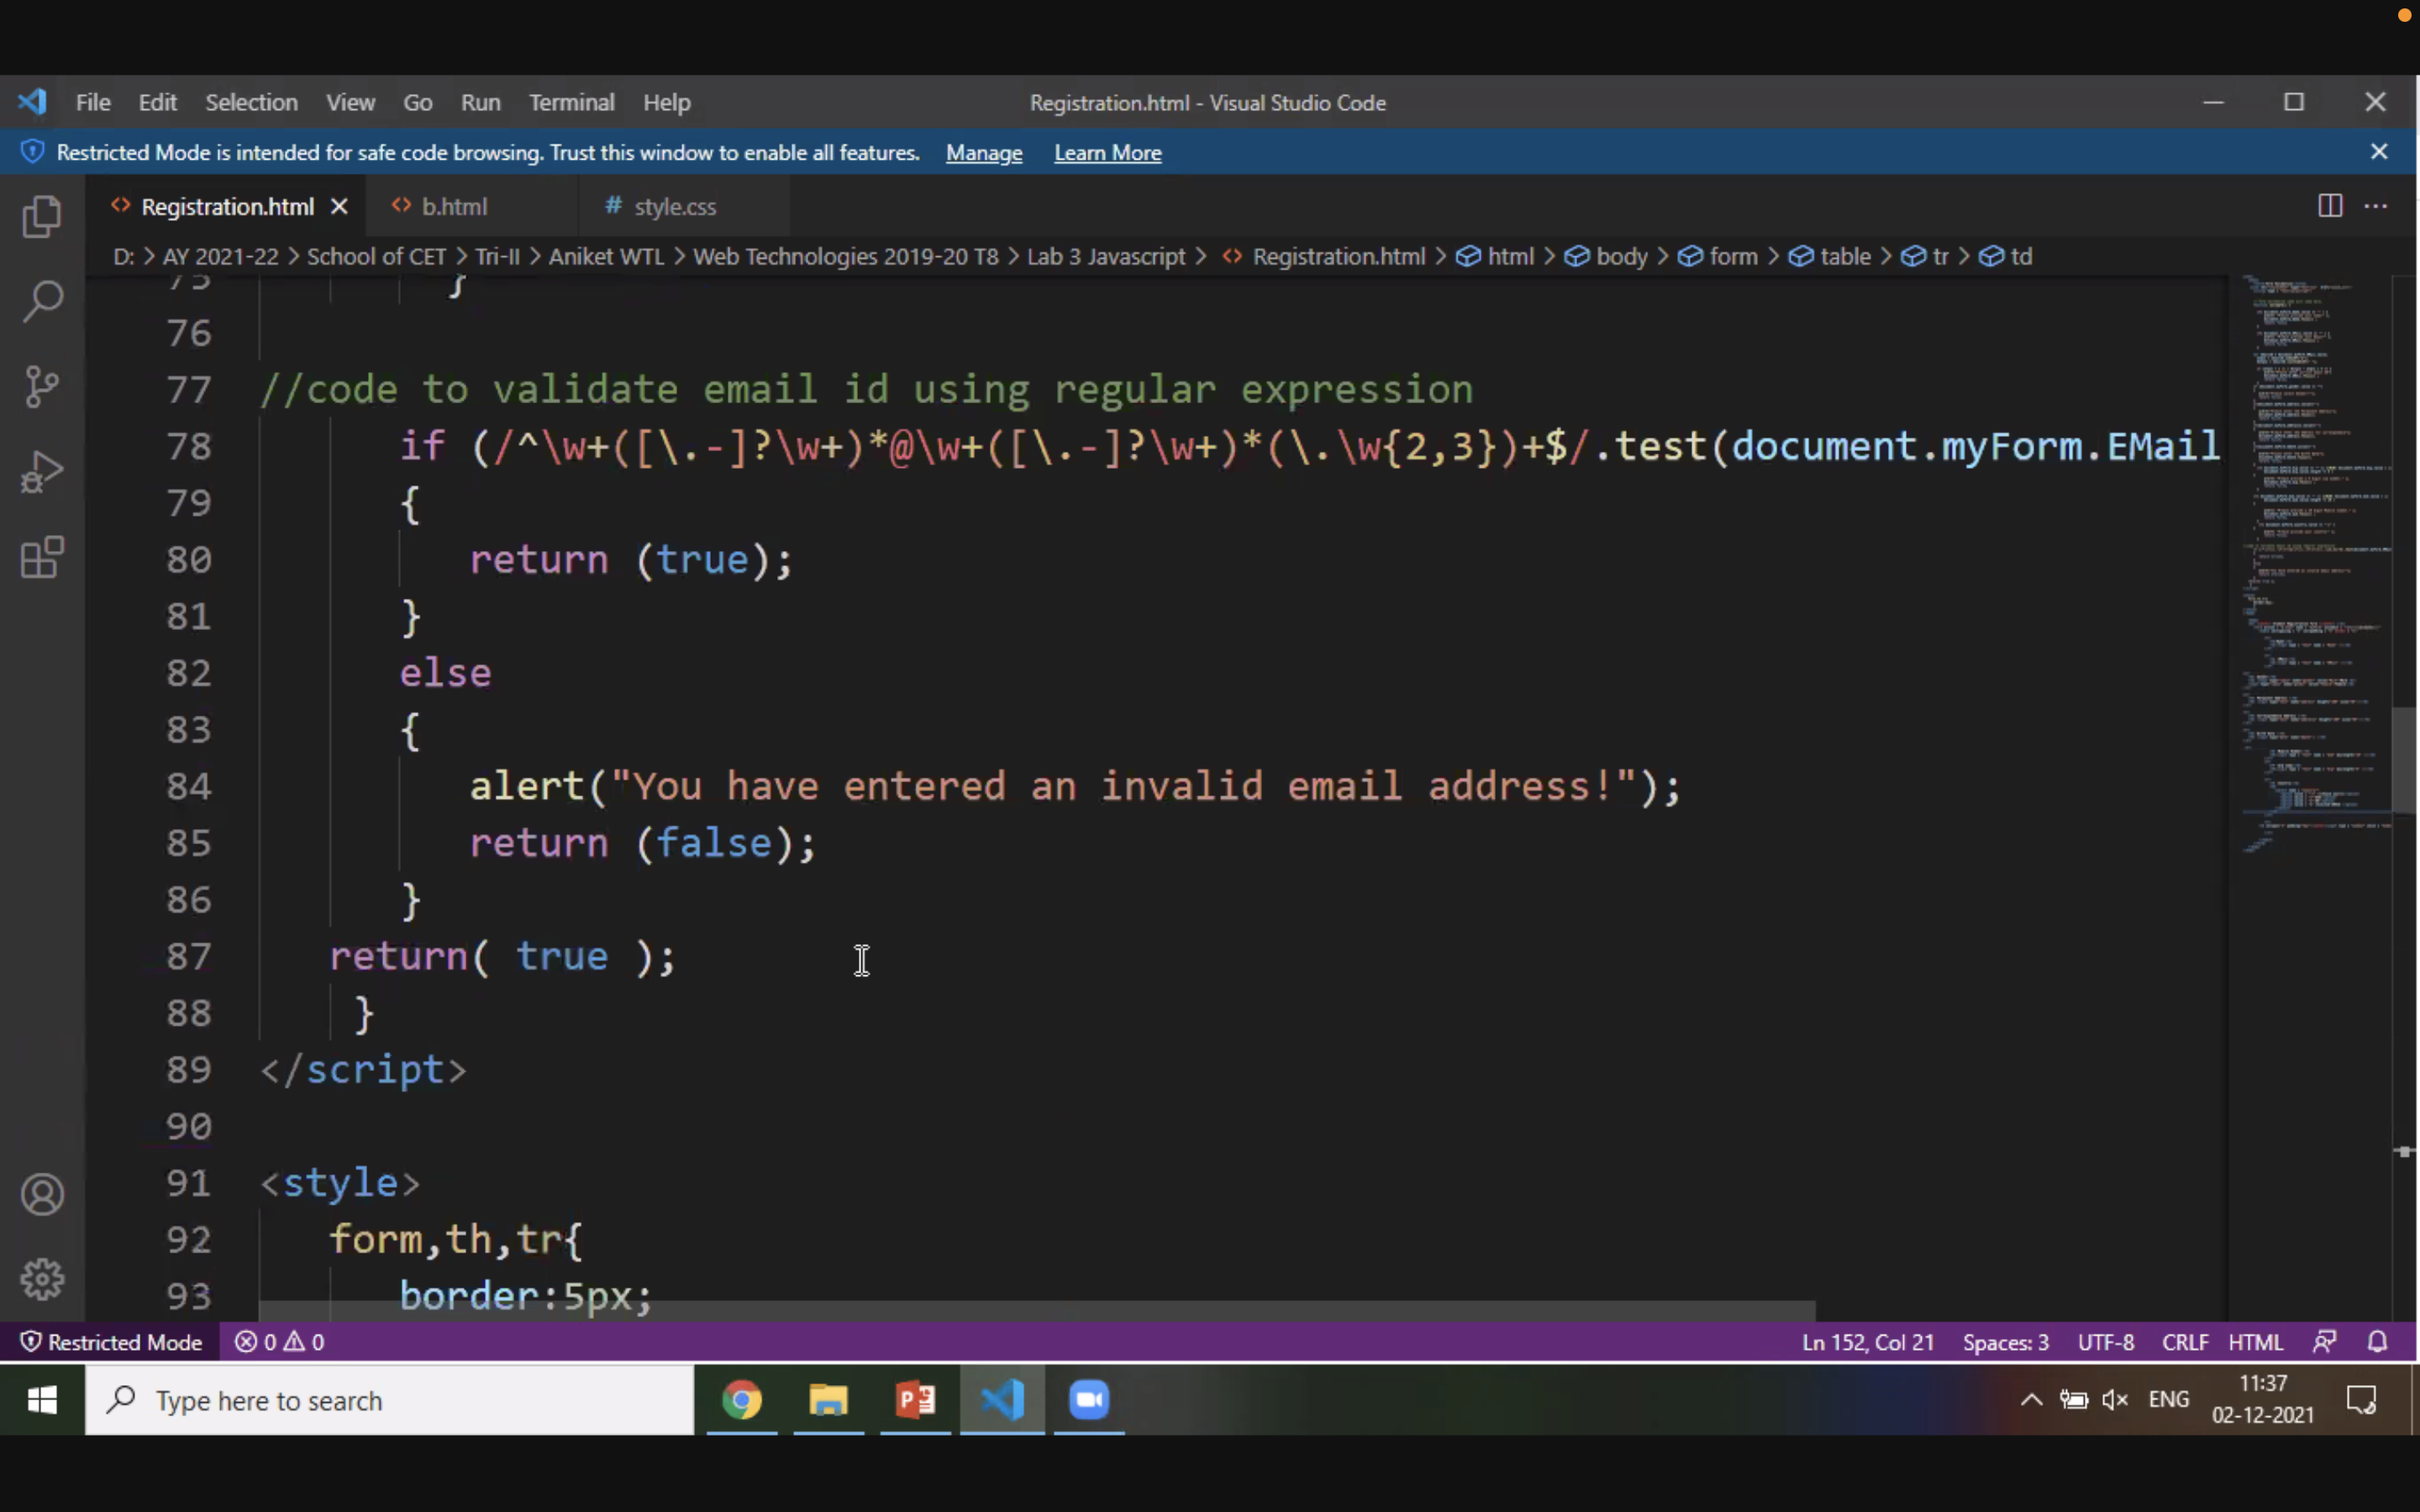 File Edit Selection View Go Run Terminal Help Registration.html - Visual Studio Code
Restricted Mode is intended for safe code browsing. Trust this window to enable all features. Manage Learn More
Registration.html b.html # style.css
D: > AY 2021-22 > School of CET > Tri-II > Aniket WTL > Web Technologies 2019-20 T8 > Lab 3 Javascript > Registration.html > html > body > form > table > tr > td
75 }
76
77 //code to validate email id using regular expression
78 if (/^\w+([\.-]?\w+)*@\w+([\.-]?\w+)*(\.\w{2,3})+$/.test(document.myForm.EMail
79 {
80 return (true);
81 }
82 else
83 {
84 alert("You have entered an invalid email address!");
85 return (false);
86 }
87 return( true );
88 }
89 </script>
90
91 <style>
92 form,th,tr{
93 border:5px;
Restricted Mode 0 0 Ln 152, Col 21 Spaces: 3 UTF-8 CRLF HTML
Type here to search ENG 11:37
02-12-2021